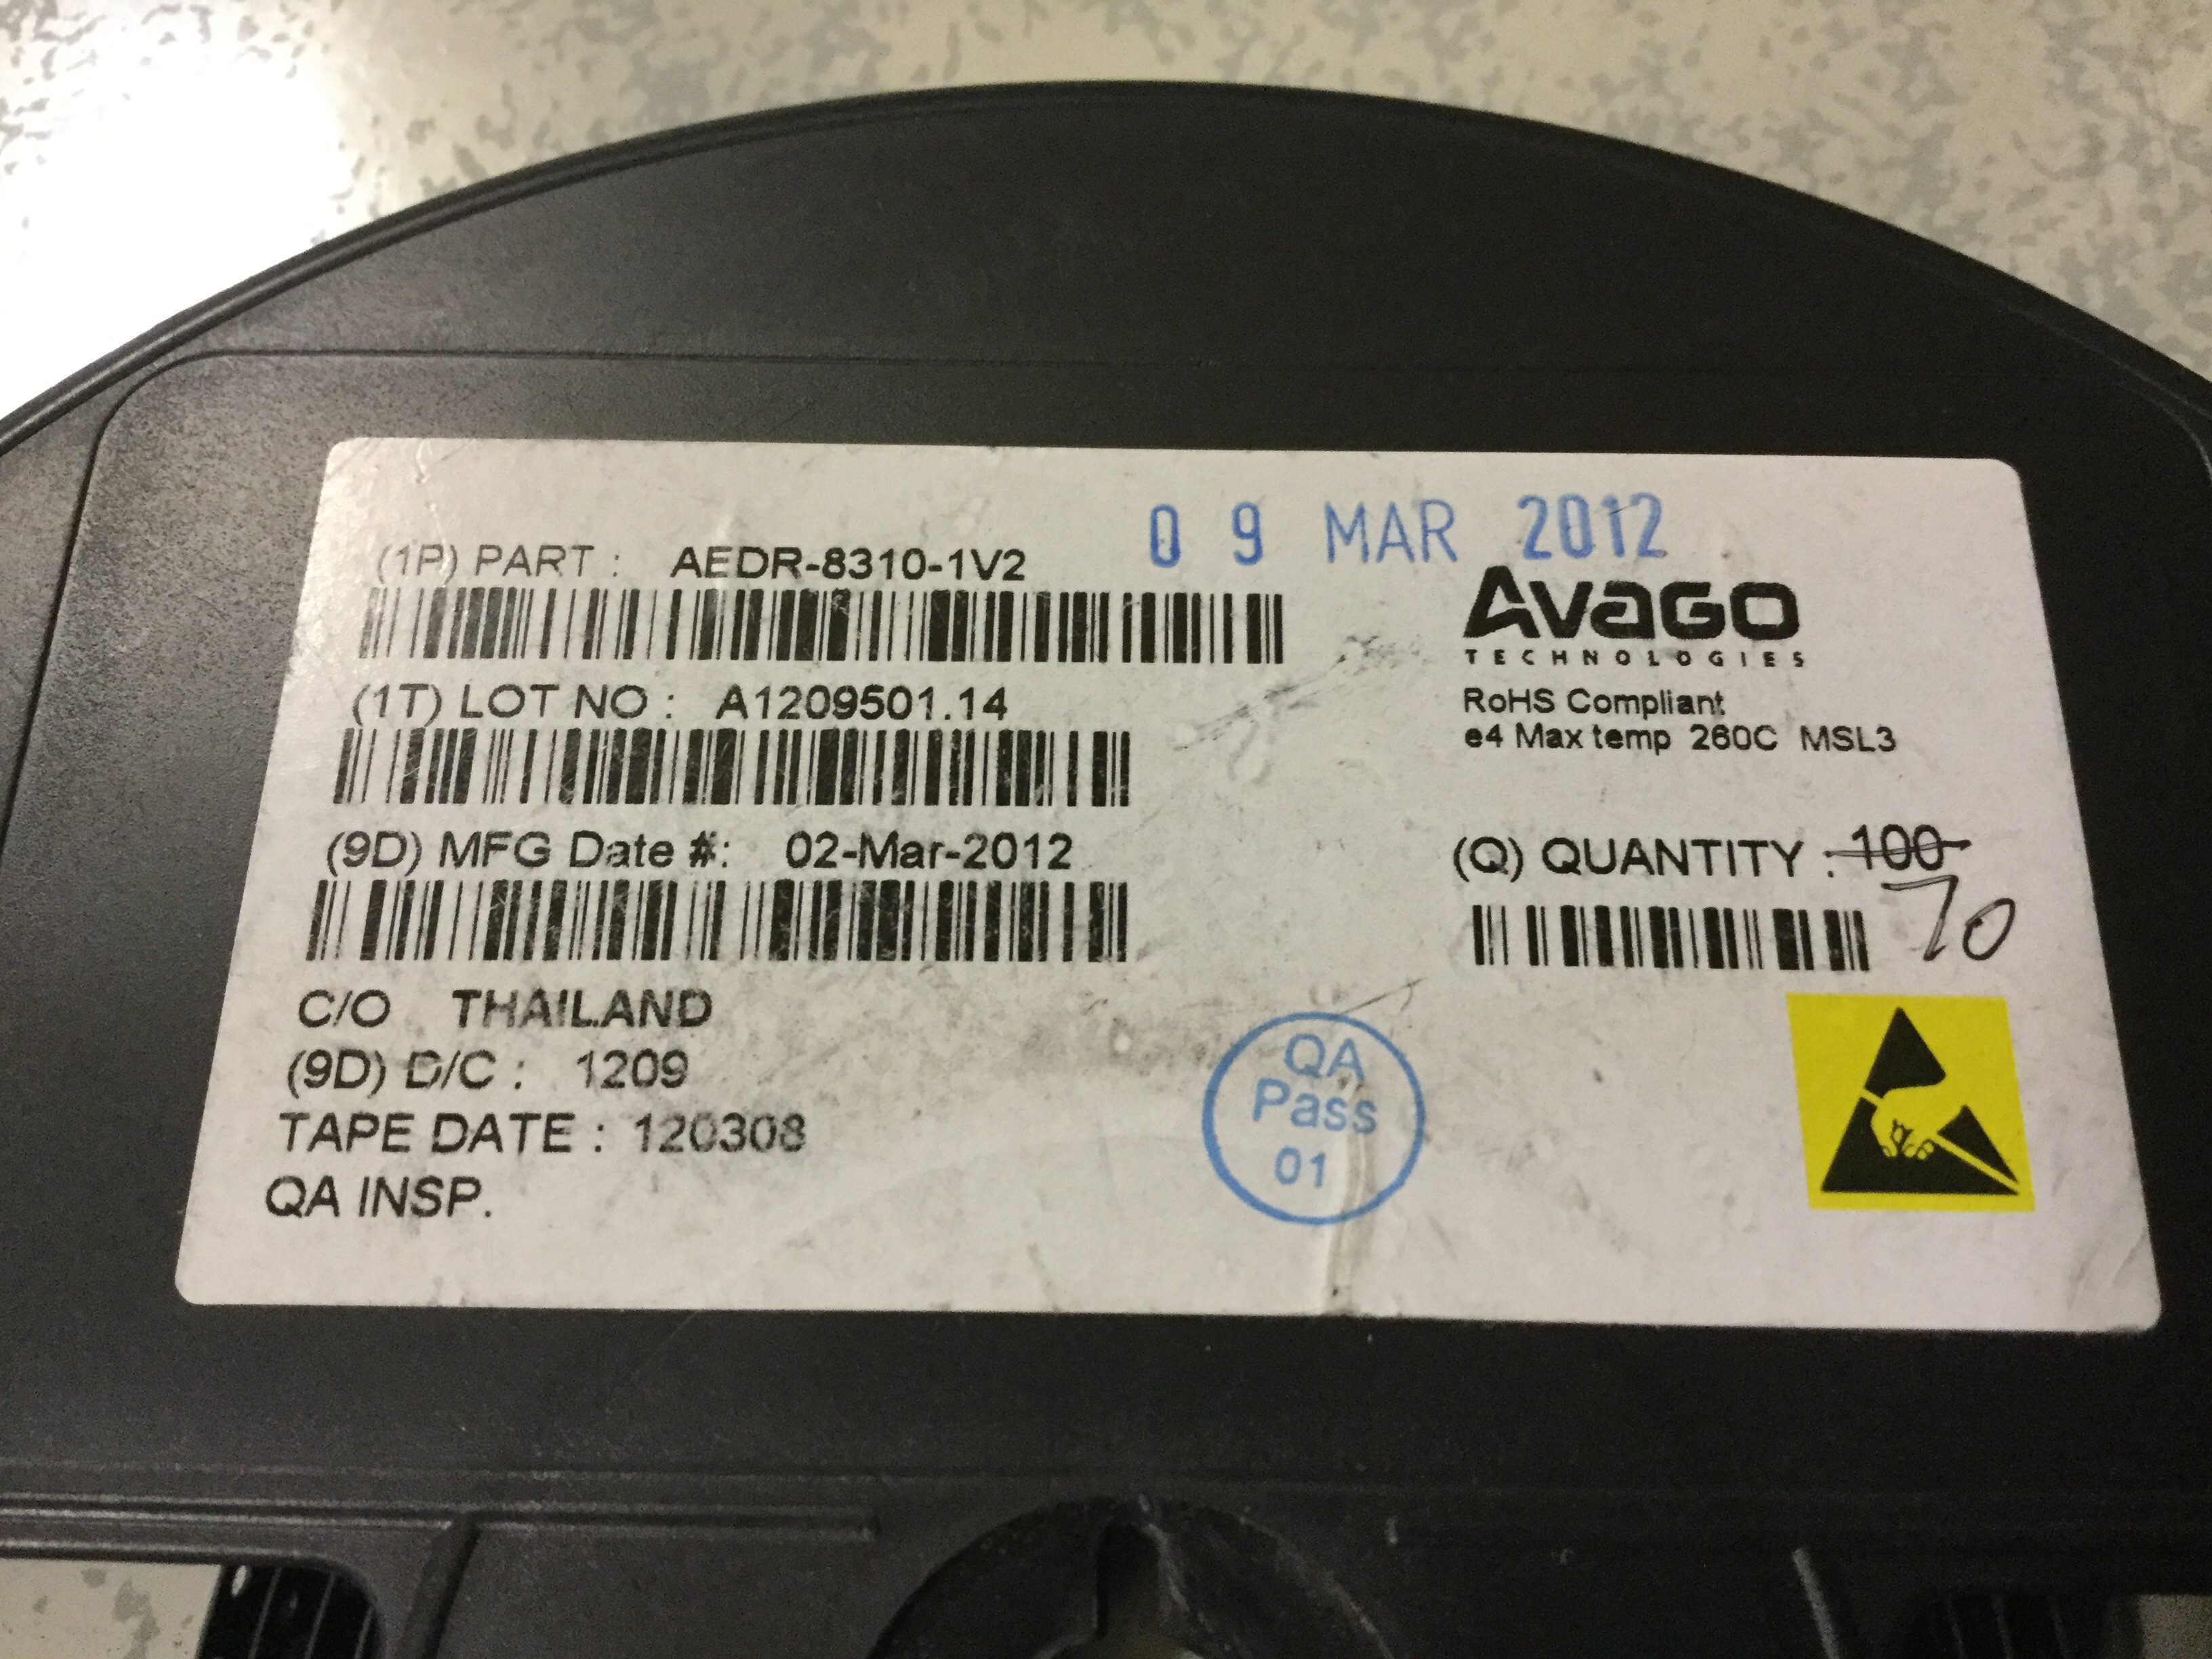 0 9 MAR 2012
(1P) PART : AEDR-8310-1V2
AVAGO
TECHNOLOGIES
RoHS Compliant
e4 Max temp 260C MSL3
(1T) LOT NO : A1209501.14
(9D) MFG Date #: 02-Mar-2012
(Q) QUANTITY : 100
70
C/O THAILAND
(9D) D/C : 1209
TAPE DATE : 120308
QA INSP.
QA
Pass
01